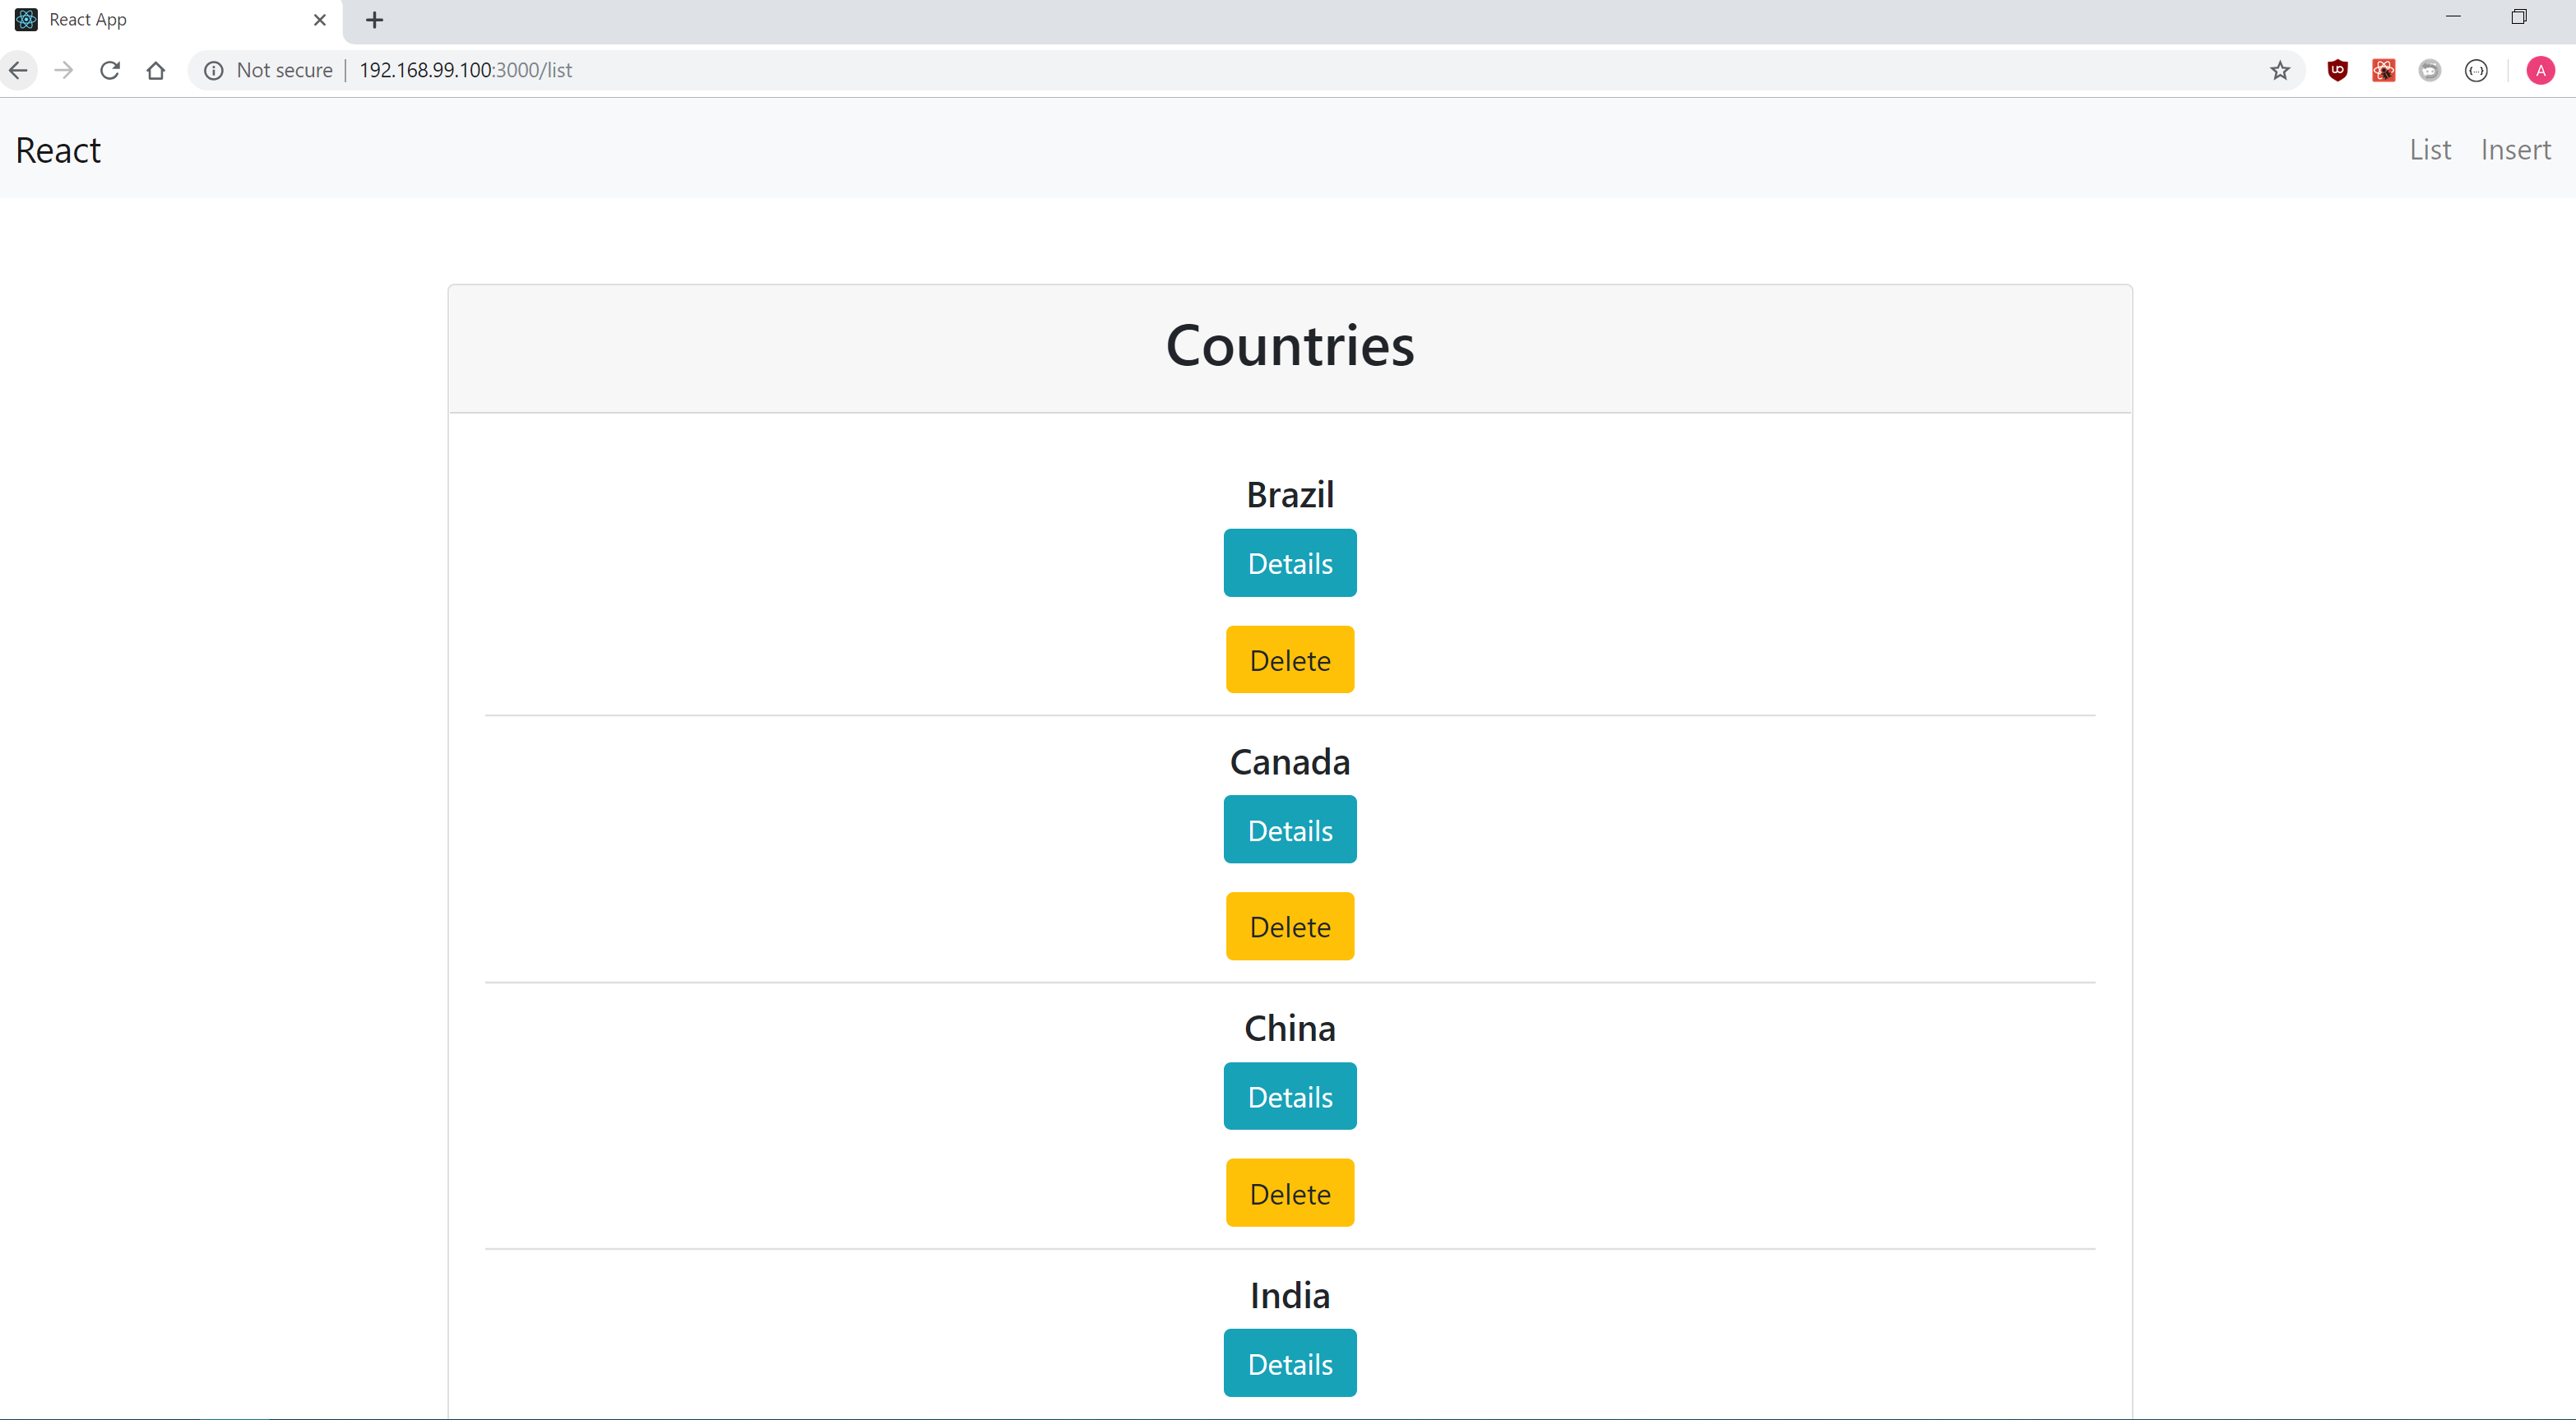 React App
Not secure 192.168.99.100:3000/list
A
React List Insert
Countries
Brazil
Details
Delete
Canada
Details
Delete
China
Details
Delete
India
Details